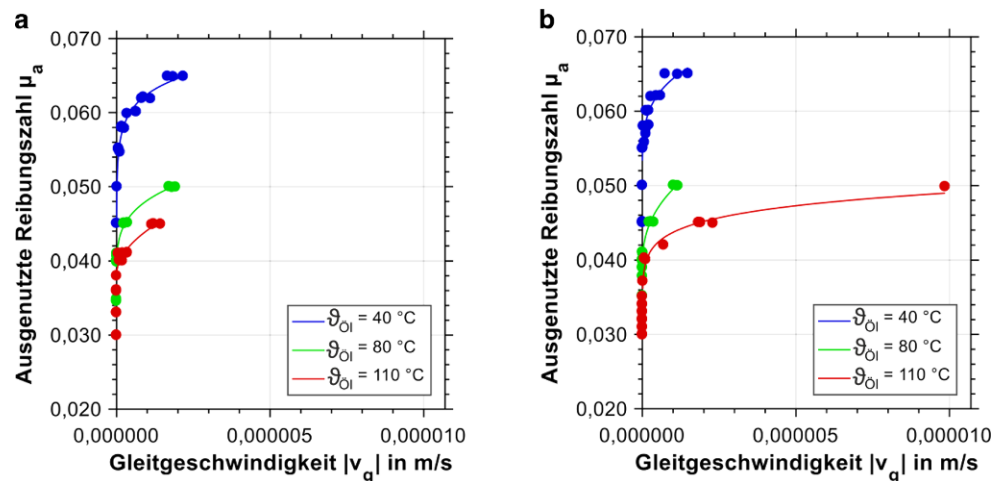 a
Ausgenutzte Reibungszahl μₐ
0,070
0,060
0,050
0,040
0,030
0,020
ϑÖl = 40 °C
ϑÖl = 80 °C
ϑÖl = 110 °C
0,000000
0,000005
0,000010
Gleitgeschwindigkeit |vg| in m/s
b
Ausgenutzte Reibungszahl μₐ
0,070
0,060
0,050
0,040
0,030
0,020
ϑÖl = 40 °C
ϑÖl = 80 °C
ϑÖl = 110 °C
0,000000
0,000005
0,000010
Gleitgeschwindigkeit |vg| in m/s